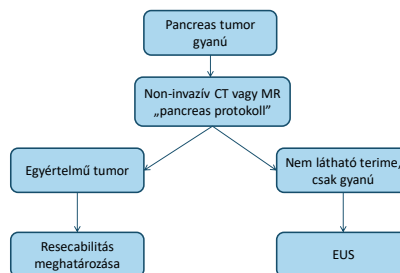 Pancreas tumor
gyanú
Non-invazív CT vagy MR
„pancreas protokoll”
Egyértelmű tumor
Nem látható terime,
csak gyanú
Resecabilitás
meghatározása
EUS